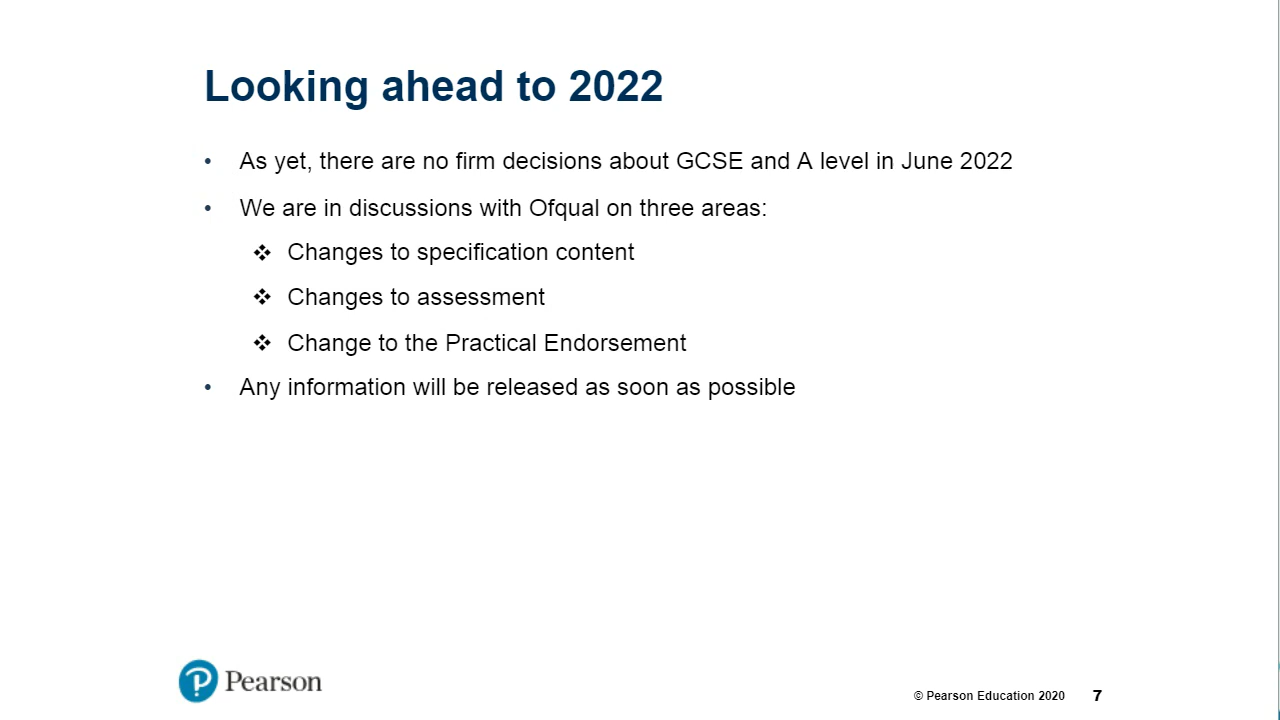 Looking ahead to 2022
• As yet, there are no firm decisions about GCSE and A level in June 2022
• We are in discussions with Ofqual on three areas:
❖ Changes to specification content
❖ Changes to assessment
❖ Change to the Practical Endorsement
• Any information will be released as soon as possible
Pearson
© Pearson Education 2020 7